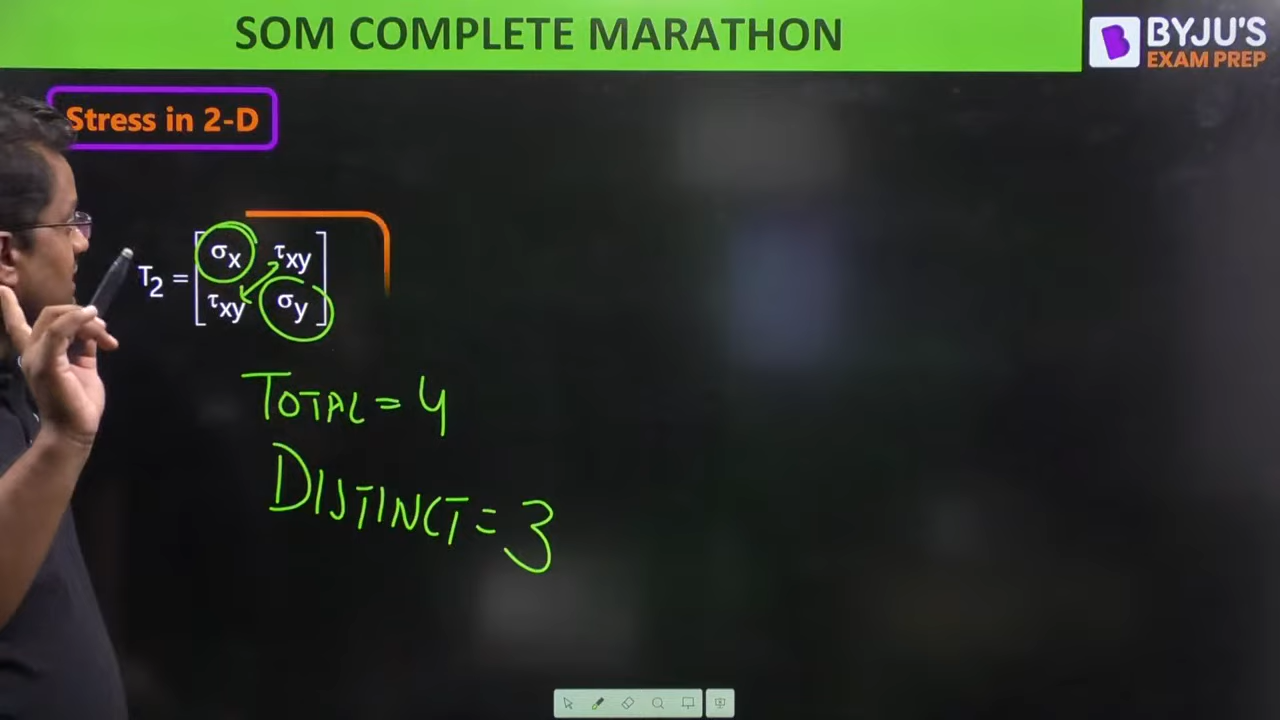 SOM COMPLETE MARATHON
BYJU'S
EXAM PREP
Stress in 2-D
T2 = [σx τxy
τxy σy]
TOTAL = 4
DISTINCT = 3